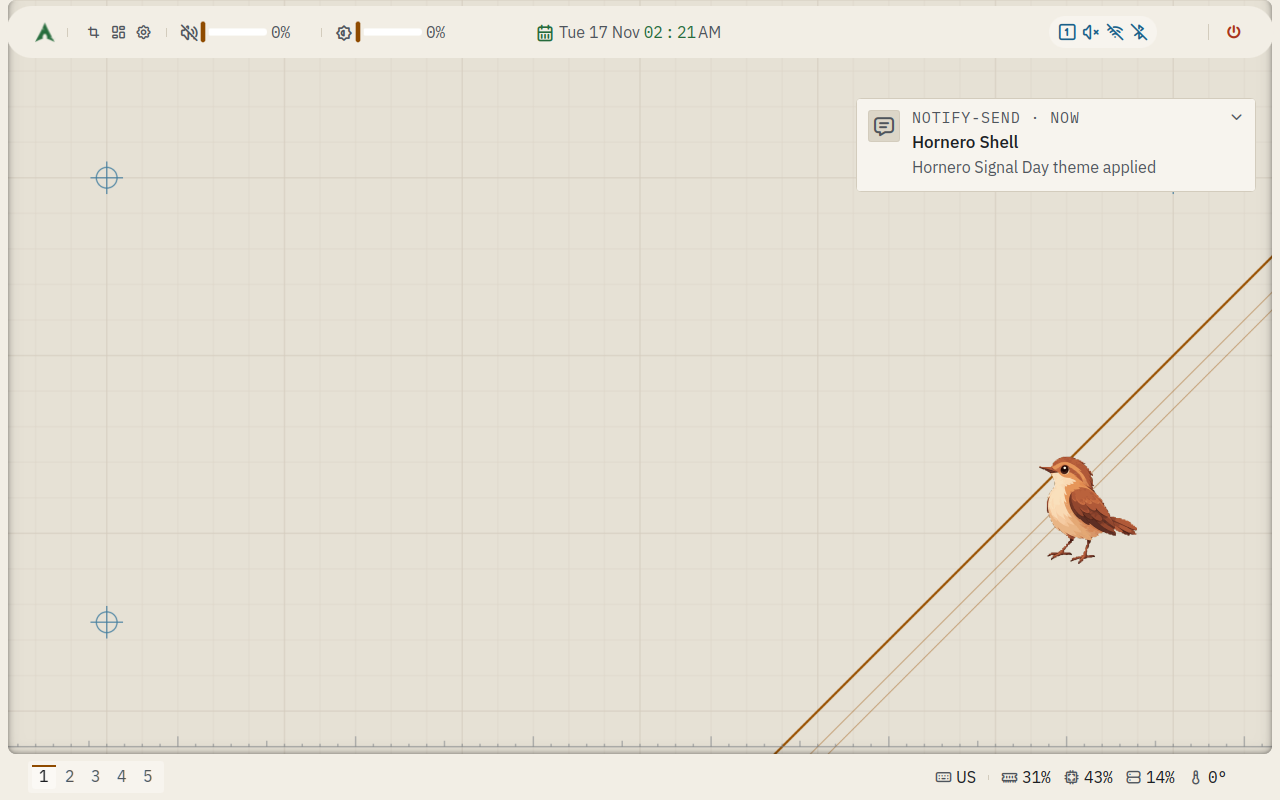 0%
0%
Tue 17 Nov 02 : 21 AM
1
NOTIFY-SEND · NOW
Hornero Shell
Hornero Signal Day theme applied
1 2 3 4 5
US 31% 43% 14% 0°